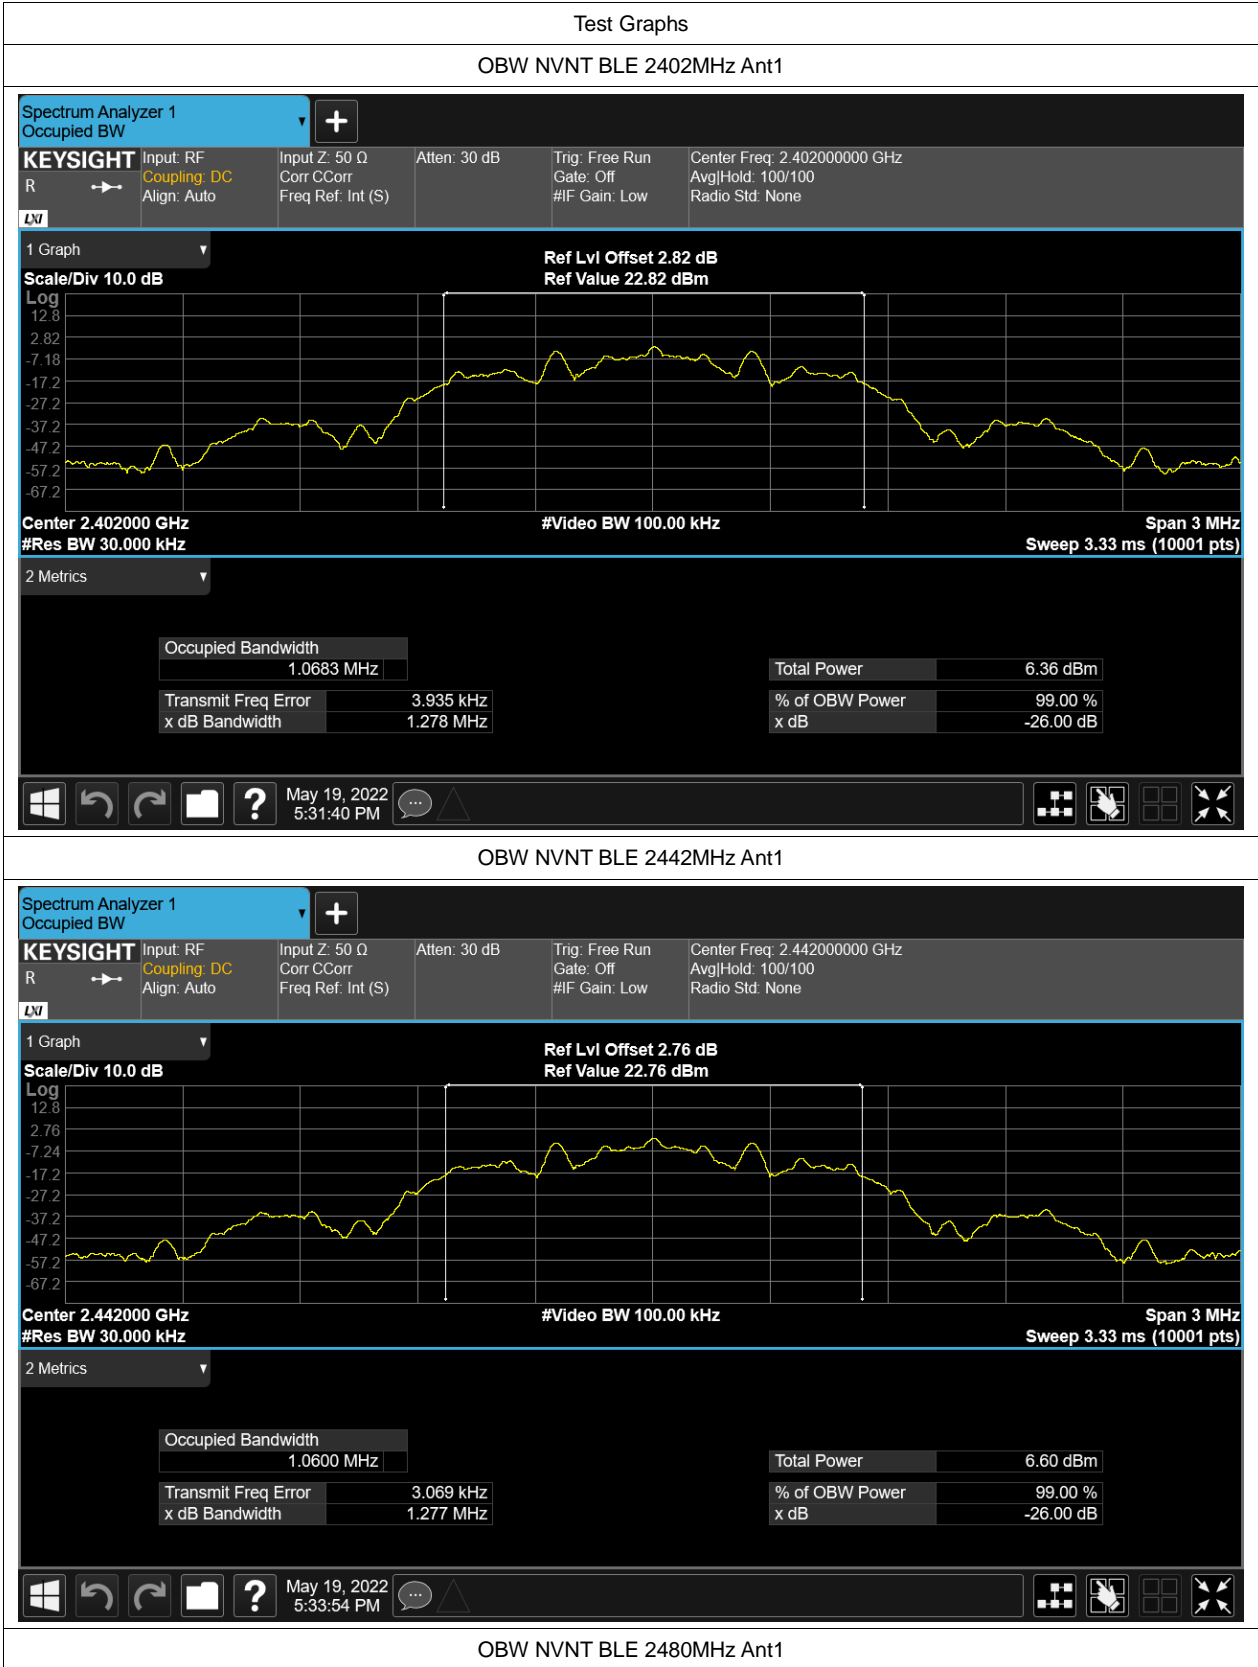 Test Graphs
OBW NVNT BLE 2402MHz Ant1
Spectrum Analyzer 1
Occupied BW
KEYSIGHT
R
LXI
Input: RF
Coupling: DC
Align: Auto
Input Z: 50 Ω
Corr CCorr
Freq Ref: Int (S)
Atten: 30 dB
Trig: Free Run
Gate: Off
#IF Gain: Low
Center Freq: 2.402000000 GHz
Avg|Hold: 100/100
Radio Std: None
1 Graph
Scale/Div 10.0 dB
Ref Lvl Offset 2.82 dB
Ref Value 22.82 dBm
Log
12.8
2.82
-7.18
-17.2
-27.2
-37.2
-47.2
-57.2
-67.2
Center 2.402000 GHz
#Video BW 100.00 kHz
Span 3 MHz
#Res BW 30.000 kHz
Sweep 3.33 ms (10001 pts)
2 Metrics
Occupied Bandwidth
1.0683 MHz
Total Power 6.36 dBm
Transmit Freq Error 3.935 kHz
% of OBW Power 99.00 %
x dB Bandwidth 1.278 MHz
x dB -26.00 dB
May 19, 2022
5:31:40 PM
OBW NVNT BLE 2442MHz Ant1
Spectrum Analyzer 1
Occupied BW
KEYSIGHT
R
LXI
Input: RF
Coupling: DC
Align: Auto
Input Z: 50 Ω
Corr CCorr
Freq Ref: Int (S)
Atten: 30 dB
Trig: Free Run
Gate: Off
#IF Gain: Low
Center Freq: 2.442000000 GHz
Avg|Hold: 100/100
Radio Std: None
1 Graph
Scale/Div 10.0 dB
Ref Lvl Offset 2.76 dB
Ref Value 22.76 dBm
Log
12.8
2.76
-7.24
-17.2
-27.2
-37.2
-47.2
-57.2
-67.2
Center 2.442000 GHz
#Video BW 100.00 kHz
Span 3 MHz
#Res BW 30.000 kHz
Sweep 3.33 ms (10001 pts)
2 Metrics
Occupied Bandwidth
1.0600 MHz
Total Power 6.60 dBm
Transmit Freq Error 3.069 kHz
% of OBW Power 99.00 %
x dB Bandwidth 1.277 MHz
x dB -26.00 dB
May 19, 2022
5:33:54 PM
OBW NVNT BLE 2480MHz Ant1